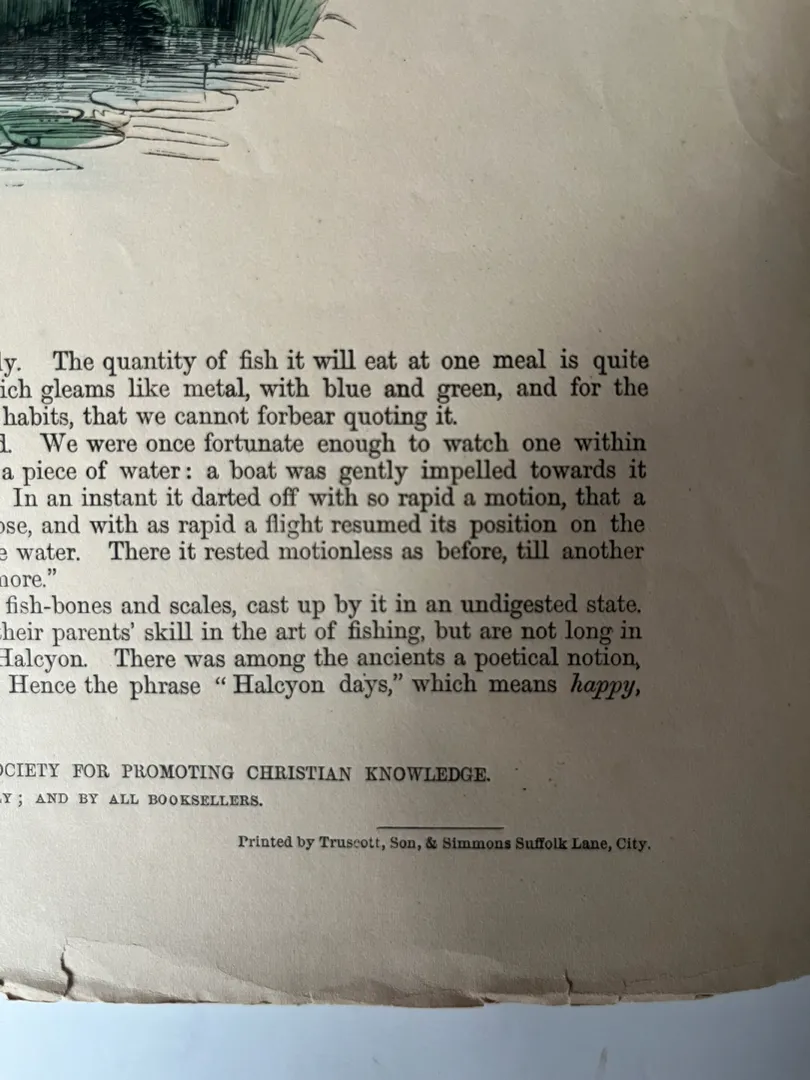 ly. The quantity of fish it will eat at one meal is quite
ich gleams like metal, with blue and green, and for the
habits, that we cannot forbear quoting it.
d. We were once fortunate enough to watch one within
a piece of water: a boat was gently impelled towards it
In an instant it darted off with so rapid a motion, that a
ose, and with as rapid a flight resumed its position on the
e water. There it rested motionless as before, till another
more.”
fish-bones and scales, cast up by it in an undigested state.
their parents’ skill in the art of fishing, but are not long in
Halcyon. There was among the ancients a poetical notion,
Hence the phrase “Halcyon days,” which means happy,
OCIETY FOR PROMOTING CHRISTIAN KNOWLEDGE.
Y; AND BY ALL BOOKSELLERS.
Printed by Truscott, Son, & Simmons Suffolk Lane, City.